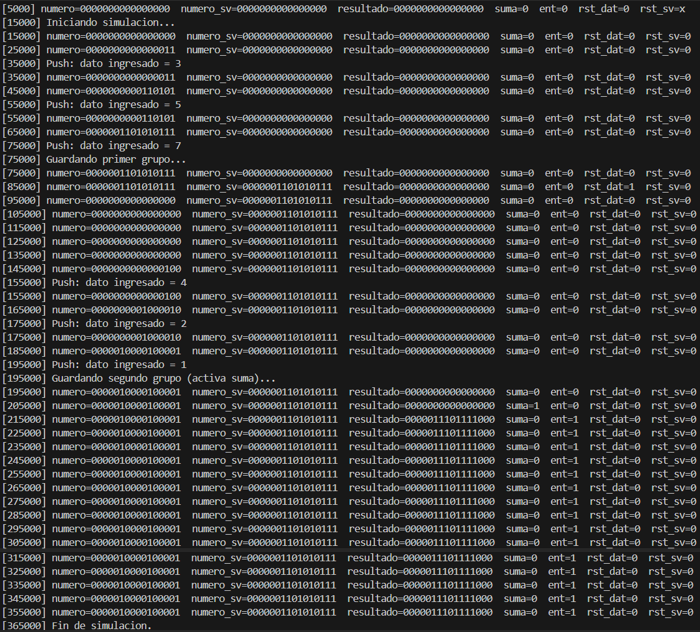 [5000] numero=0000000000000000 numero_sv=0000000000000000 resultado=0000000000000000 suma=0 ent=0 rst_dat=0 rst_sv=x
[15000] Iniciando simulacion...
[15000] numero=0000000000000000 numero_sv=0000000000000000 resultado=0000000000000000 suma=0 ent=0 rst_dat=0 rst_sv=0
[25000] numero=0000000000000011 numero_sv=0000000000000000 resultado=0000000000000000 suma=0 ent=0 rst_dat=0 rst_sv=0
[35000] Push: dato ingresado = 3
[35000] numero=0000000000000011 numero_sv=0000000000000000 resultado=0000000000000000 suma=0 ent=0 rst_dat=0 rst_sv=0
[45000] numero=0000000000110101 numero_sv=0000000000000000 resultado=0000000000000000 suma=0 ent=0 rst_dat=0 rst_sv=0
[55000] Push: dato ingresado = 5
[55000] numero=0000000000110101 numero_sv=0000000000000000 resultado=0000000000000000 suma=0 ent=0 rst_dat=0 rst_sv=0
[65000] numero=0000001101010111 numero_sv=0000000000000000 resultado=0000000000000000 suma=0 ent=0 rst_dat=0 rst_sv=0
[75000] Push: dato ingresado = 7
[75000] Guardando primer grupo...
[75000] numero=0000001101010111 numero_sv=0000000000000000 resultado=0000000000000000 suma=0 ent=0 rst_dat=0 rst_sv=0
[85000] numero=0000001101010111 numero_sv=0000001101010111 resultado=0000000000000000 suma=0 ent=0 rst_dat=1 rst_sv=0
[95000] numero=0000000000000000 numero_sv=0000001101010111 resultado=0000000000000000 suma=0 ent=0 rst_dat=0 rst_sv=0
[105000] numero=0000000000000000 numero_sv=0000001101010111 resultado=0000000000000000 suma=0 ent=0 rst_dat=0 rst_sv=0
[115000] numero=0000000000000000 numero_sv=0000001101010111 resultado=0000000000000000 suma=0 ent=0 rst_dat=0 rst_sv=0
[125000] numero=0000000000000000 numero_sv=0000001101010111 resultado=0000000000000000 suma=0 ent=0 rst_dat=0 rst_sv=0
[135000] numero=0000000000000000 numero_sv=0000001101010111 resultado=0000000000000000 suma=0 ent=0 rst_dat=0 rst_sv=0
[145000] numero=0000000000000100 numero_sv=0000001101010111 resultado=0000000000000000 suma=0 ent=0 rst_dat=0 rst_sv=0
[155000] Push: dato ingresado = 4
[155000] numero=0000000000000100 numero_sv=0000001101010111 resultado=0000000000000000 suma=0 ent=0 rst_dat=0 rst_sv=0
[165000] numero=0000000001000010 numero_sv=0000001101010111 resultado=0000000000000000 suma=0 ent=0 rst_dat=0 rst_sv=0
[175000] Push: dato ingresado = 2
[175000] numero=0000000001000010 numero_sv=0000001101010111 resultado=0000000000000000 suma=0 ent=0 rst_dat=0 rst_sv=0
[185000] numero=0000010000100001 numero_sv=0000001101010111 resultado=0000000000000000 suma=0 ent=0 rst_dat=0 rst_sv=0
[195000] Push: dato ingresado = 1
[195000] Guardando segundo grupo (activa suma)...
[195000] numero=0000010000100001 numero_sv=0000001101010111 resultado=0000000000000000 suma=0 ent=0 rst_dat=0 rst_sv=0
[205000] numero=0000010000100001 numero_sv=0000001101010111 resultado=0000000000000000 suma=1 ent=0 rst_dat=0 rst_sv=0
[215000] numero=0000010000100001 numero_sv=0000001101010111 resultado=0000011101111000 suma=0 ent=1 rst_dat=0 rst_sv=0
[225000] numero=0000010000100001 numero_sv=0000001101010111 resultado=0000011101111000 suma=0 ent=1 rst_dat=0 rst_sv=0
[235000] numero=0000010000100001 numero_sv=0000001101010111 resultado=0000011101111000 suma=0 ent=1 rst_dat=0 rst_sv=0
[245000] numero=0000010000100001 numero_sv=0000001101010111 resultado=0000011101111000 suma=0 ent=1 rst_dat=0 rst_sv=0
[255000] numero=0000010000100001 numero_sv=0000001101010111 resultado=0000011101111000 suma=0 ent=1 rst_dat=0 rst_sv=0
[265000] numero=0000010000100001 numero_sv=0000001101010111 resultado=0000011101111000 suma=0 ent=1 rst_dat=0 rst_sv=0
[275000] numero=0000010000100001 numero_sv=0000001101010111 resultado=0000011101111000 suma=0 ent=1 rst_dat=0 rst_sv=0
[285000] numero=0000010000100001 numero_sv=0000001101010111 resultado=0000011101111000 suma=0 ent=1 rst_dat=0 rst_sv=0
[295000] numero=0000010000100001 numero_sv=0000001101010111 resultado=0000011101111000 suma=0 ent=1 rst_dat=0 rst_sv=0
[305000] numero=0000010000100001 numero_sv=0000001101010111 resultado=0000011101111000 suma=0 ent=1 rst_dat=0 rst_sv=0
[315000] numero=0000010000100001 numero_sv=0000001101010111 resultado=0000011101111000 suma=0 ent=1 rst_dat=0 rst_sv=0
[325000] numero=0000010000100001 numero_sv=0000001101010111 resultado=0000011101111000 suma=0 ent=1 rst_dat=0 rst_sv=0
[335000] numero=0000010000100001 numero_sv=0000001101010111 resultado=0000011101111000 suma=0 ent=1 rst_dat=0 rst_sv=0
[345000] numero=0000010000100001 numero_sv=0000001101010111 resultado=0000011101111000 suma=0 ent=1 rst_dat=0 rst_sv=0
[355000] numero=0000010000100001 numero_sv=0000001101010111 resultado=0000011101111000 suma=0 ent=1 rst_dat=0 rst_sv=0
[365000] Fin de simulacion.